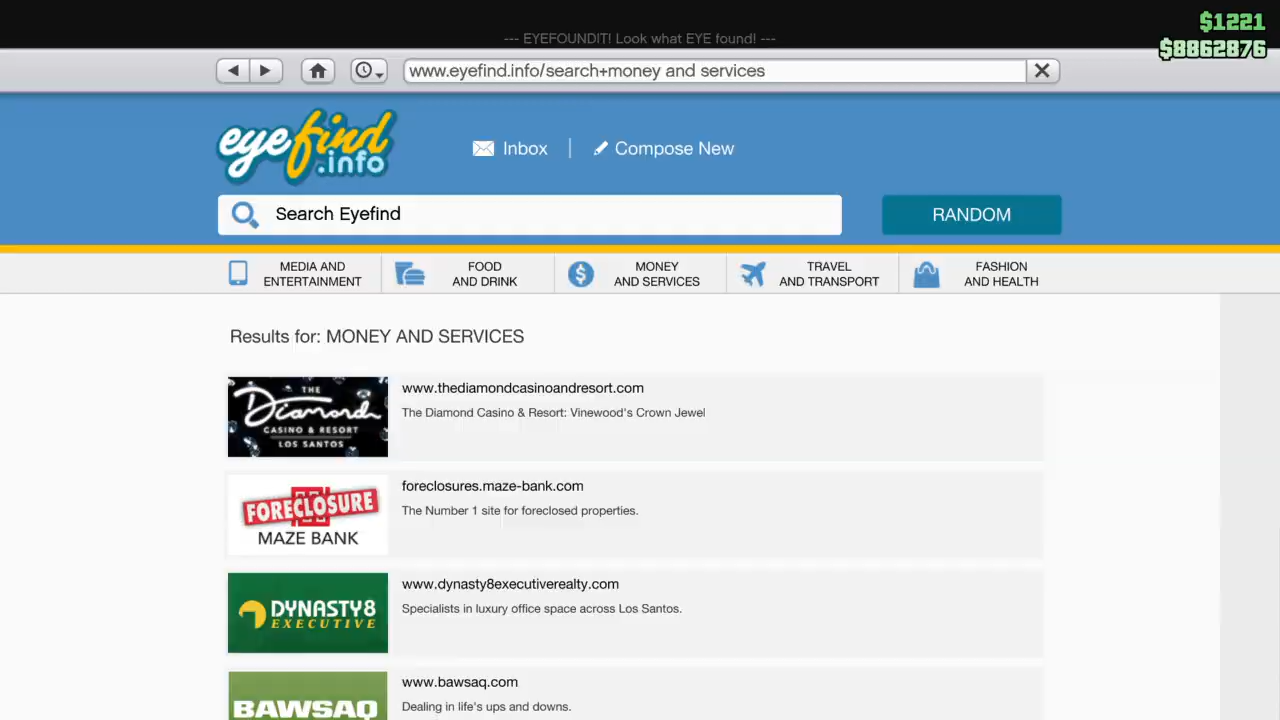 $1221
--- EYEFOUNDIT! Look what EYE found! ---
$8862876
www.eyefind.info/search+money and services
eyefind
.info
Inbox
Compose New
Search Eyefind
RANDOM
MEDIA AND
ENTERTAINMENT
FOOD
AND DRINK
MONEY
AND SERVICES
TRAVEL
AND TRANSPORT
FASHION
AND HEALTH
Results for: MONEY AND SERVICES
THE
Diamond
CASINO & RESORT
LOS SANTOS
www.thediamondcasinoandresort.com
The Diamond Casino & Resort: Vinewood's Crown Jewel
FORECLOSURE
MAZE BANK
foreclosures.maze-bank.com
The Number 1 site for foreclosed properties.
DYNASTY8
EXECUTIVE
www.dynasty8executiverealty.com
Specialists in luxury office space across Los Santos.
BAWSAQ
www.bawsaq.com
Dealing in life's ups and downs.